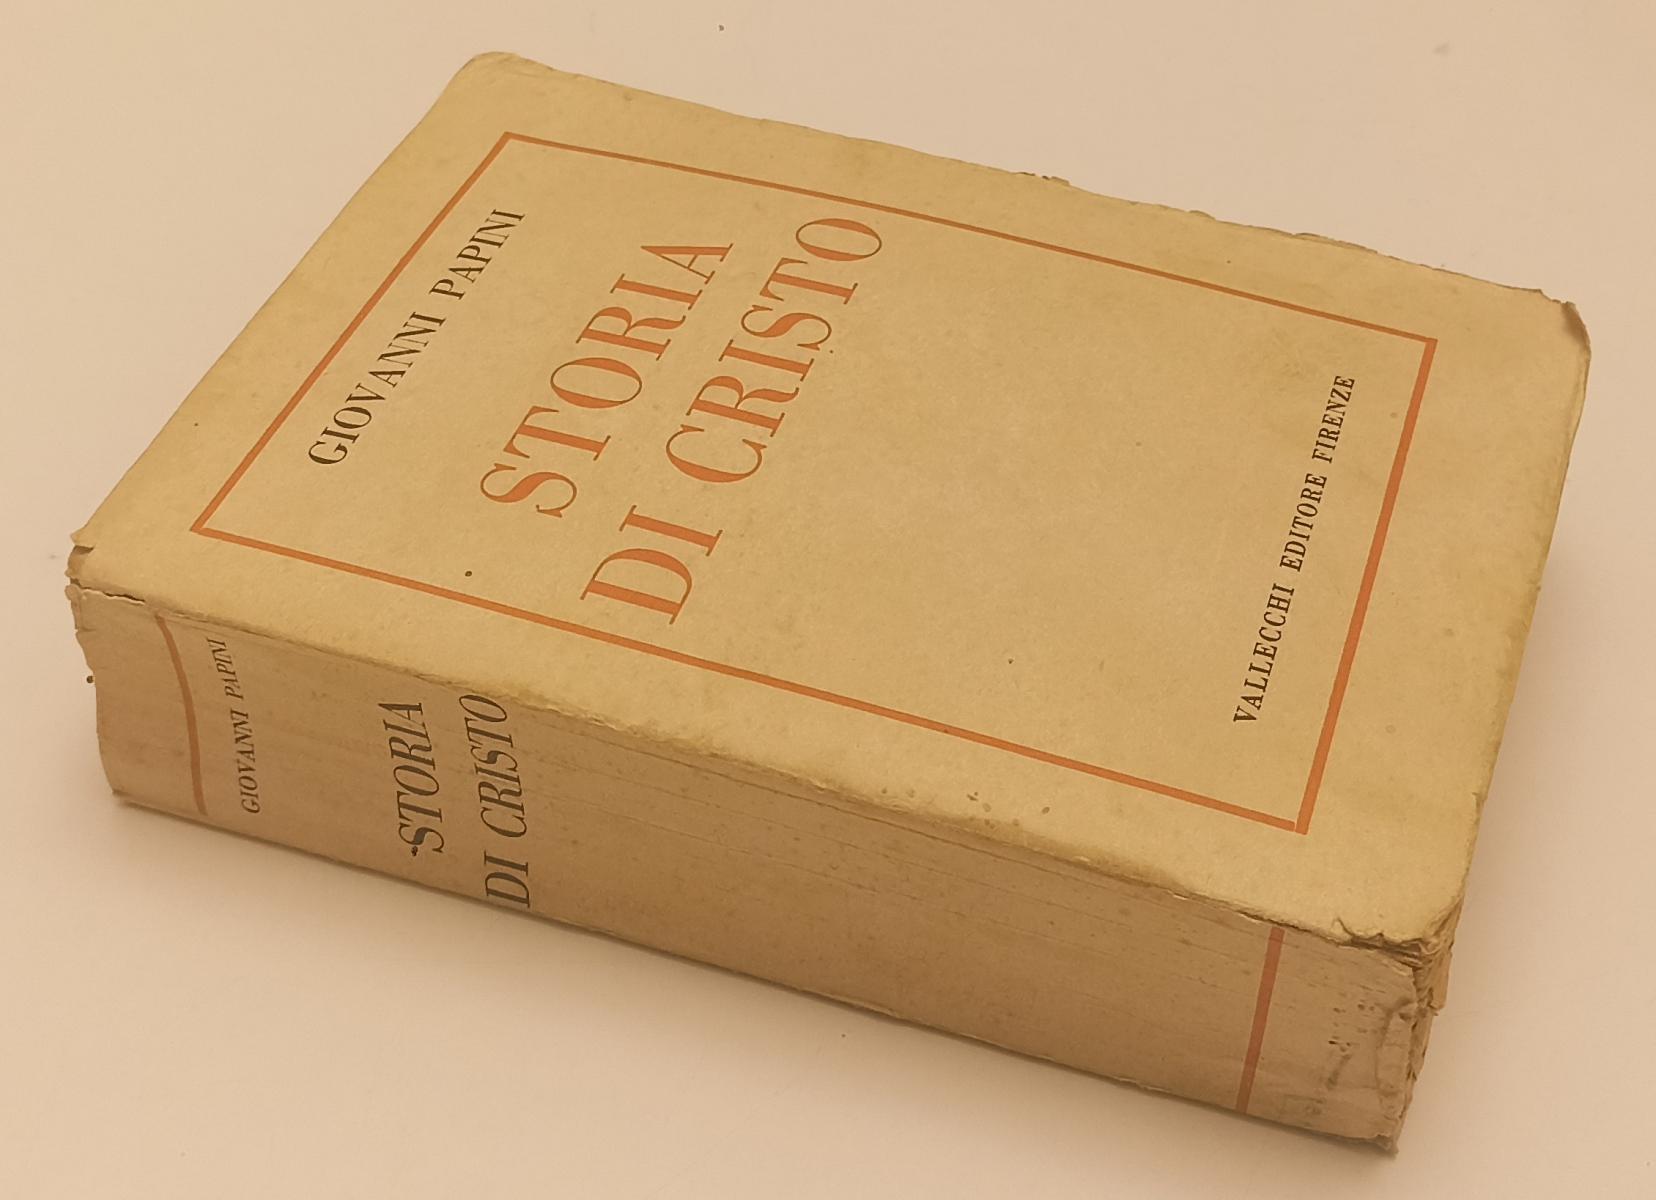 GIOVANNI PAPINI
STORIA
DI CRISTO
VALLECCHI EDITORE FIRENZE
GIOVANNI PAPINI
STORIA
DI CRISTO